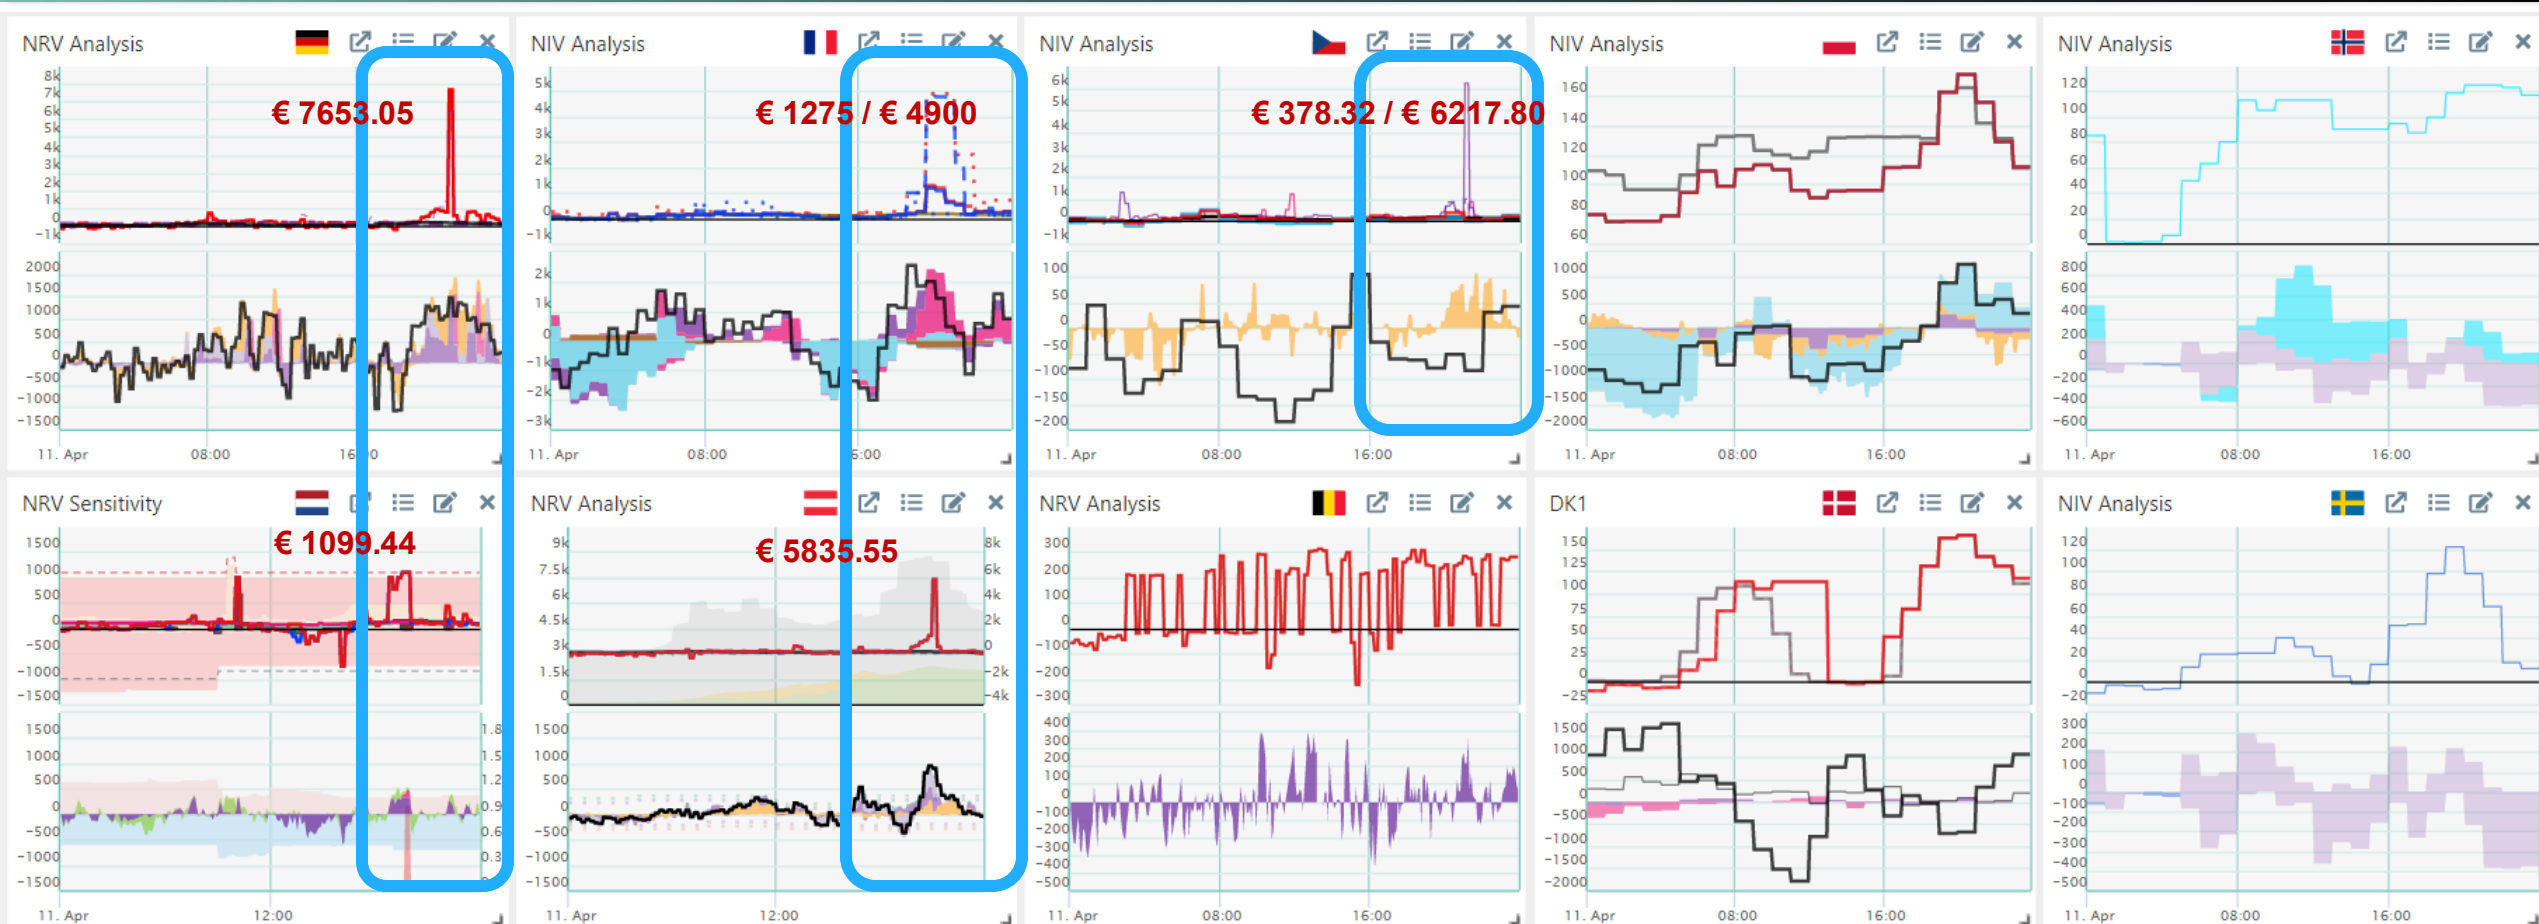 NRV Analysis
8k
7k
6k
5k
4k
3k
2k
1k
0
−1k
€ 7653.05
2000
1500
1000
500
0
−500
−1000
−1500
11. Apr 08:00
NIV Analysis
5k
4k
3k
2k
1k
0
−1k
€ 1275 / € 4900
2k
1k
0
−1k
−2k
−3k
11. Apr 08:00
NIV Analysis
6k
5k
4k
3k
2k
1k
0
−1k
€ 378.32 / € 6217.80
100
50
0
−50
−100
−150
−200
11. Apr 08:00 16:00
NIV Analysis
160
140
120
100
80
60
1000
500
0
−500
−1000
−1500
−2000
11. Apr 08:00 16:00
NIV Analysis
120
100
80
60
40
20
0
800
600
400
200
0
−200
−400
−600
11. Apr 08:00 16:00
NRV Sensitivity
1500
1000
500
0
−500
−1000
−1500
€ 1099.44
1500
1000
500
0
−500
−1000
−1500
1.8
1.5
1.2
0.9
0.6
0.3
11. Apr 12:00
NRV Analysis
9k
7.5k
6k
4.5k
3k
1.5k
0
€ 5835.55
8k
6k
4k
2k
0
−2k
−4k
1500
1000
500
0
−500
−1000
−1500
11. Apr 12:00
NRV Analysis
300
200
100
0
−100
−200
−300
400
300
200
100
0
−100
−200
−300
−400
−500
11. Apr 08:00 16:00
DK1
150
125
100
75
50
25
0
−25
1500
1000
500
0
−500
−1000
−1500
−2000
11. Apr 08:00 16:00
NIV Analysis
120
100
80
60
40
20
0
−20
300
200
100
0
−100
−200
−300
−400
−500
11. Apr 08:00 16:00